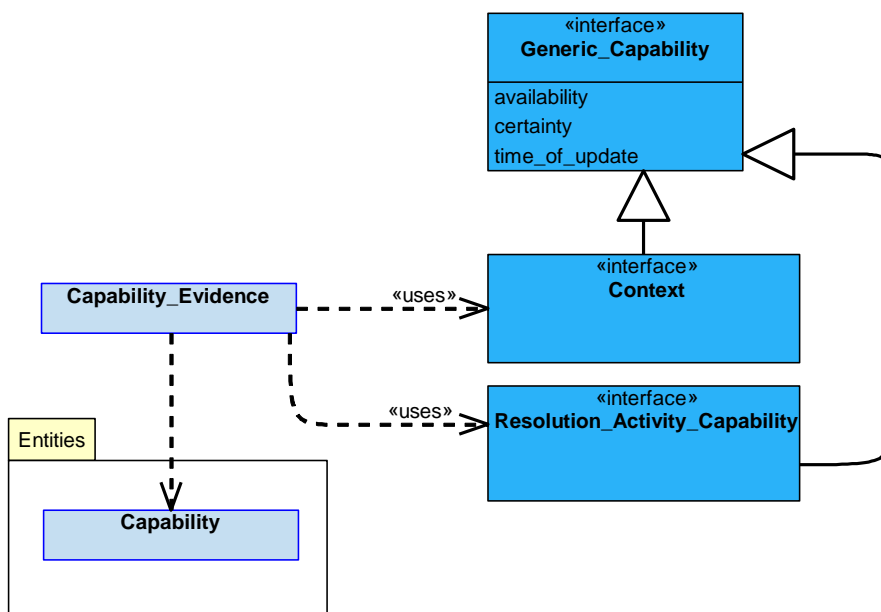 «interface»
Generic_Capability
availability
certainty
time_of_update
«interface»
Context
Capability_Evidence
«uses»
«interface»
Resolution_Activity_Capability
«uses»
Entities
Capability